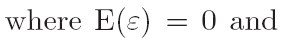 where E(ε) = 0 and